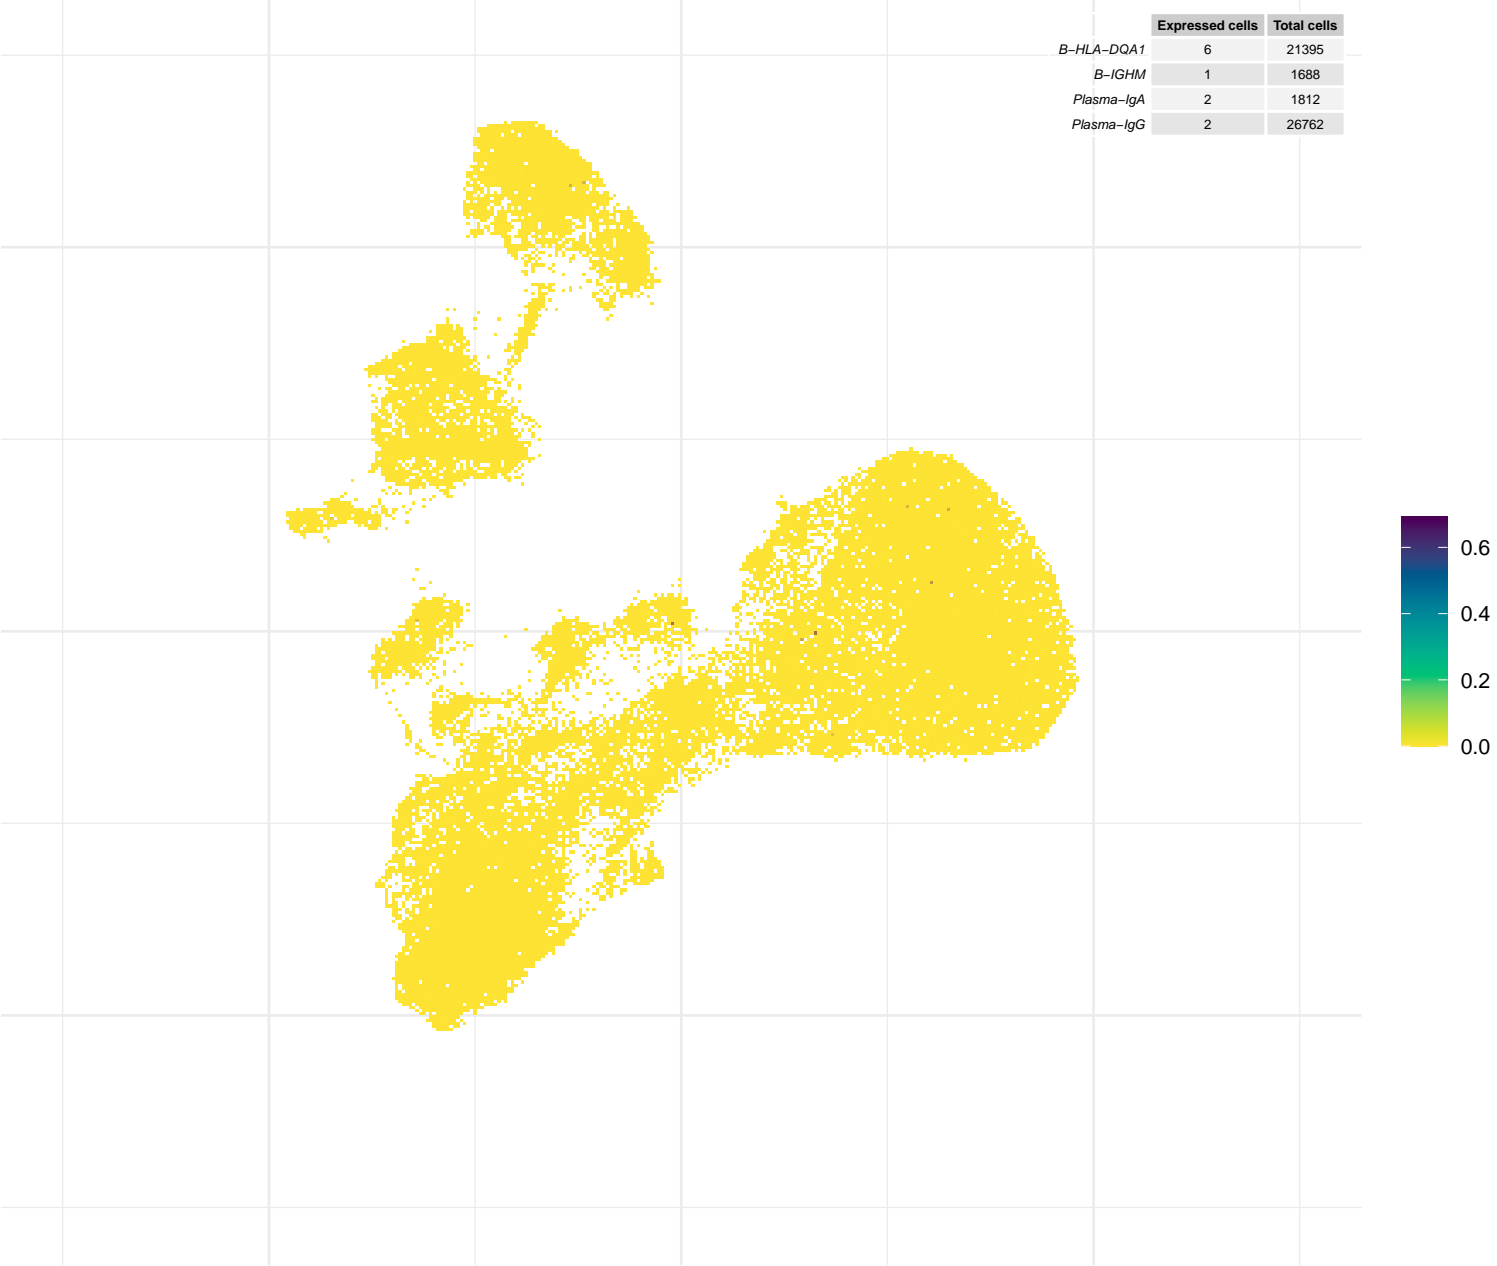 Expressed cells Total cells
B−HLA−DQA1 6 21395
B−IGHM 1 1688
Plasma−IgA 2 1812
Plasma−IgG 2 26762
0.6
0.4
0.2
0.0